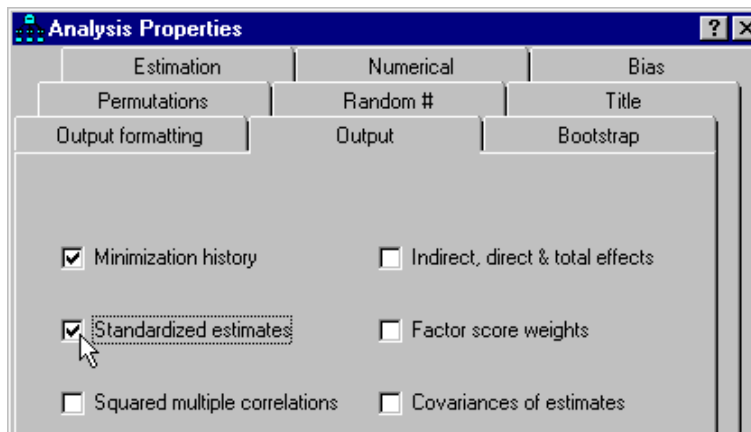 Analysis Properties
Estimation Numerical Bias
Permutations Random # Title
Output formatting Output Bootstrap
Minimization history Indirect, direct & total effects
Standardized estimates Factor score weights
Squared multiple correlations Covariances of estimates